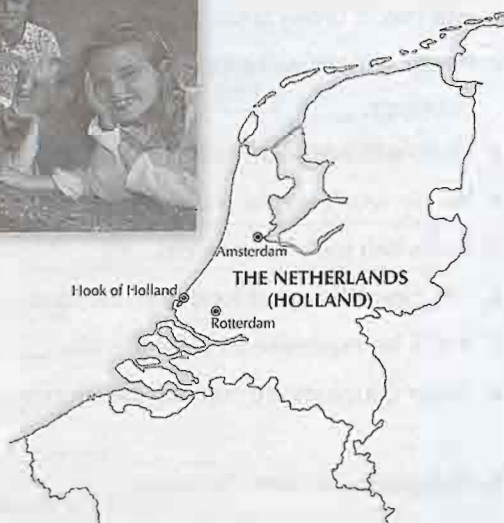 Amsterdam
Hook of Holland
THE NETHERLANDS
(HOLLAND)
Rotterdam